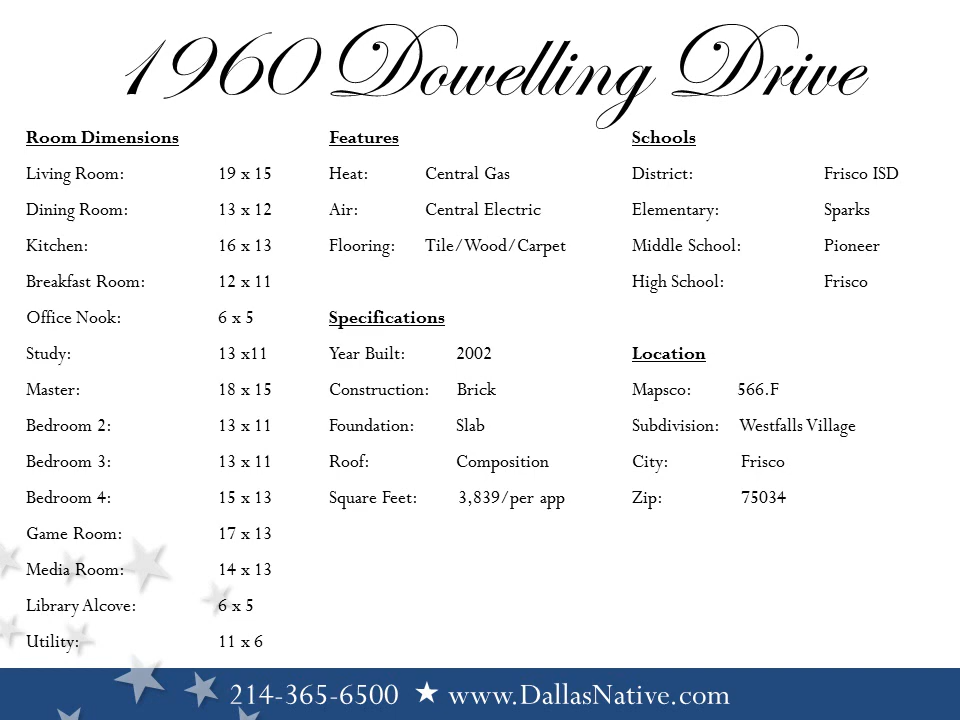 1960 Dowelling Drive
Room Dimensions
Living Room: 19 x 15
Dining Room: 13 x 12
Kitchen: 16 x 13
Breakfast Room: 12 x 11
Office Nook: 6 x 5
Study: 13 x11
Master: 18 x 15
Bedroom 2: 13 x 11
Bedroom 3: 13 x 11
Bedroom 4: 15 x 13
Game Room: 17 x 13
Media Room: 14 x 13
Library Alcove: 6 x 5
Utility: 11 x 6
Features
Heat: Central Gas
Air: Central Electric
Flooring: Tile/Wood/Carpet
Specifications
Year Built: 2002
Construction: Brick
Foundation: Slab
Roof: Composition
Square Feet: 3,839/per app
Schools
District: Frisco ISD
Elementary: Sparks
Middle School: Pioneer
High School: Frisco
Location
Mapsco: 566.F
Subdivision: Westfalls Village
City: Frisco
Zip: 75034
214-365-6500 ★ www.DallasNative.com